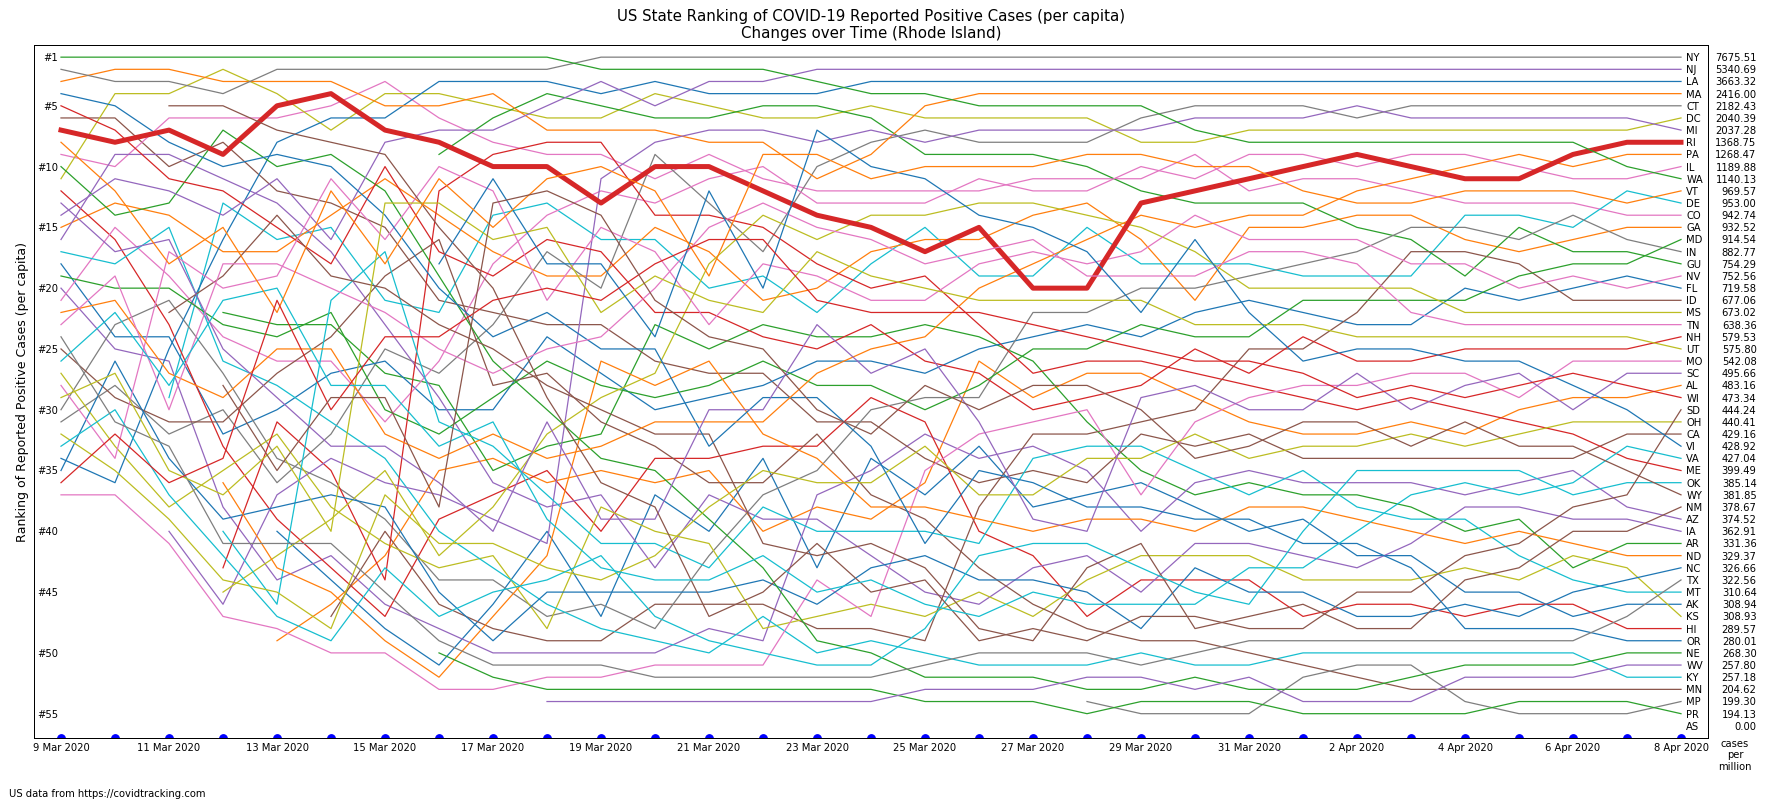 US State Ranking of COVID-19 Reported Positive Cases (per capita)
Changes over Time (Rhode Island)
Ranking of Reported Positive Cases (per capita)
#1
#5
#10
#15
#20
#25
#30
#35
#40
#45
#50
#55
NY 7675.51
NJ 5340.69
LA 3663.32
MA 2416.00
CT 2182.43
DC 2040.39
MI 2037.28
RI 1368.75
PA 1268.47
IL 1189.88
WA 1140.13
VT 969.57
DE 953.00
CO 942.74
GA 932.52
MD 914.54
IN 882.77
GU 754.29
NV 752.56
FL 719.58
ID 677.06
MS 673.02
TN 638.36
NH 579.53
UT 575.80
MO 542.08
SC 495.66
AL 483.16
WI 473.34
SD 444.24
OH 440.41
CA 429.16
VI 428.92
VA 427.04
ME 399.49
OK 385.14
WY 381.85
NM 378.67
AZ 374.52
IA 362.91
AR 331.36
ND 329.37
NC 326.66
TX 322.56
MT 310.64
AK 308.94
KS 308.93
HI 289.57
OR 280.01
NE 268.30
WV 257.80
KY 257.18
MN 204.62
MP 199.30
PR 194.13
AS 0.00
9 Mar 2020 11 Mar 2020 13 Mar 2020 15 Mar 2020 17 Mar 2020 19 Mar 2020 21 Mar 2020 23 Mar 2020 25 Mar 2020 27 Mar 2020 29 Mar 2020 31 Mar 2020 2 Apr 2020 4 Apr 2020 6 Apr 2020 8 Apr 2020
cases
per
million
US data from https://covidtracking.com